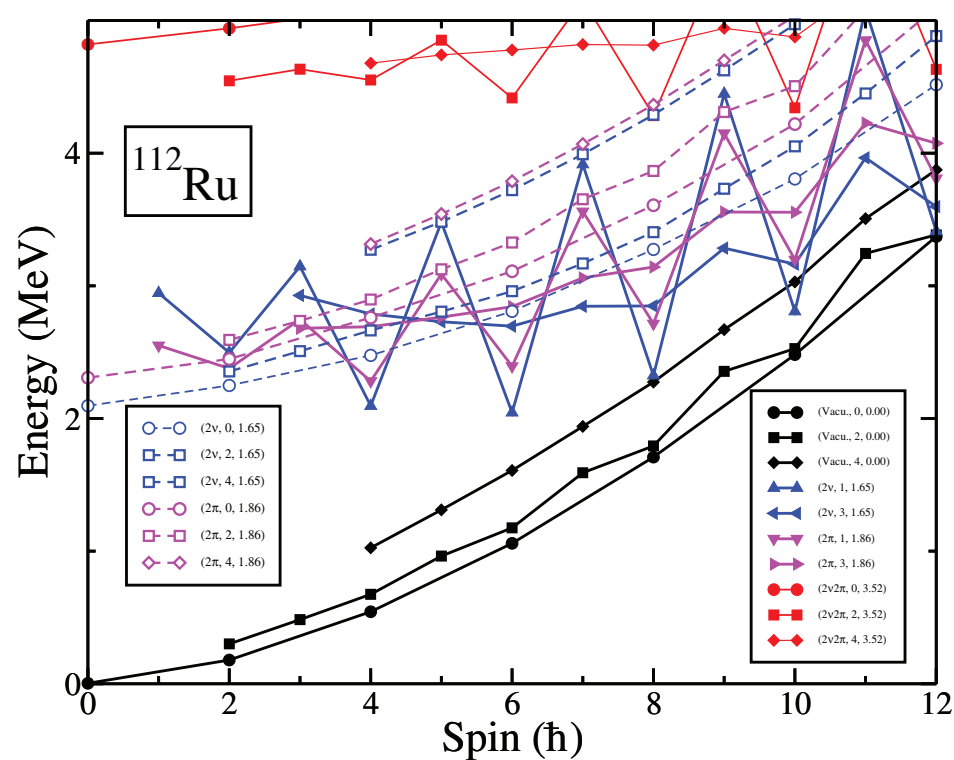 ¹¹²Ru
Energy (MeV)
4
2
0
(2ν, 0, 1.65)
(2ν, 2, 1.65)
(2ν, 4, 1.65)
(2π, 0, 1.86)
(2π, 2, 1.86)
(2π, 4, 1.86)
(Vacu., 0, 0.00)
(Vacu., 2, 0.00)
(Vacu., 4, 0.00)
(2ν, 1, 1.65)
(2ν, 3, 1.65)
(2π, 1, 1.86)
(2π, 3, 1.86)
(2ν2π, 0, 3.52)
(2ν2π, 2, 3.52)
(2ν2π, 4, 3.52)
0 2 4 6 8 10 12
Spin (ħ)